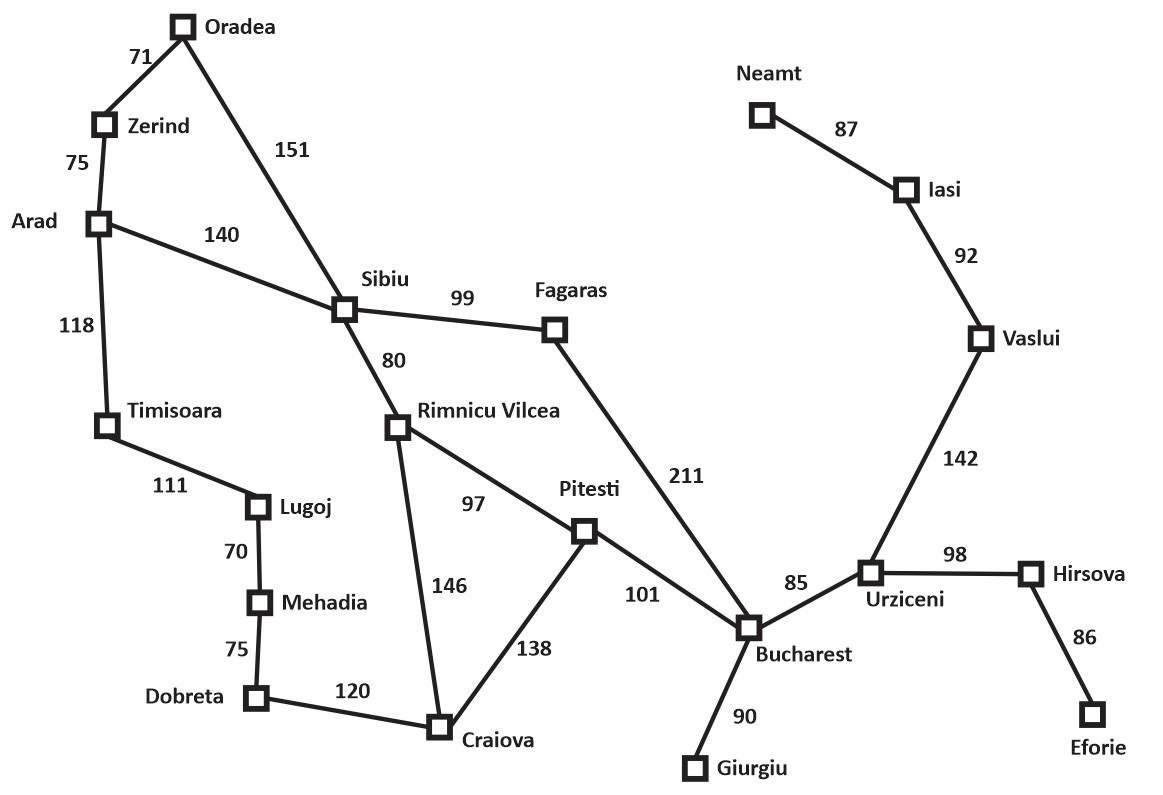 Oradea
71
Neamt
Zerind
87
151
75
Iasi
Arad
140
92
Sibiu
99
Fagaras
118
Vaslui
80
Timisoara
Rimnicu Vilcea
142
211
111
Pitesti
97
Lugoj
70
98
Hirsova
146
101
85
Urziceni
Mehadia
86
75
138
Bucharest
Dobreta
120
90
Craiova
Eforie
Giurgiu